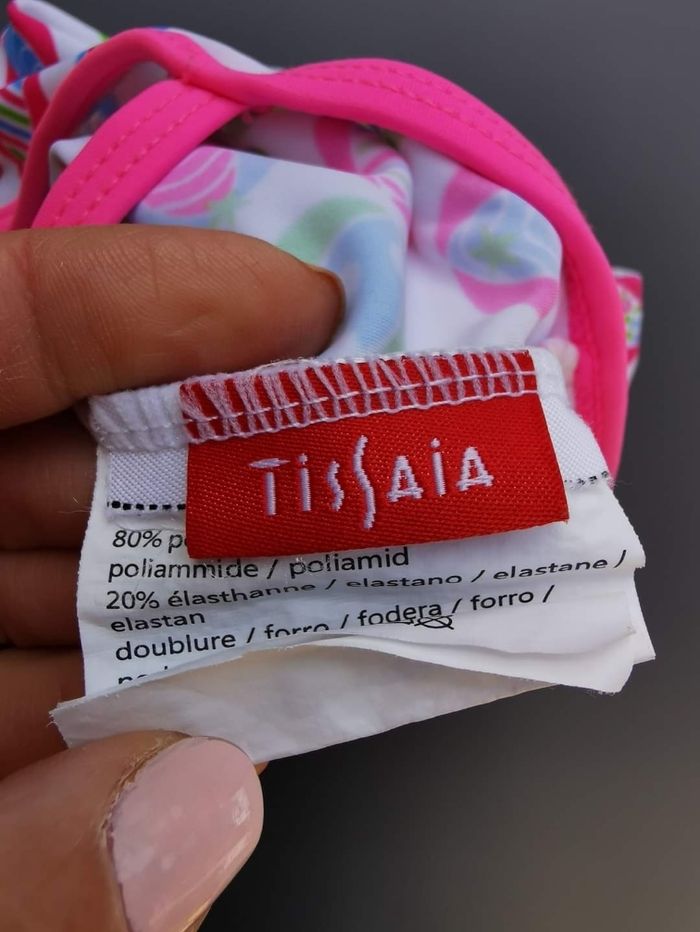 TissAiA
80%
poliammide / poliamid
20% élasthanne / elastano / elastane /
elastan
doublure / forro / fodera / forro /